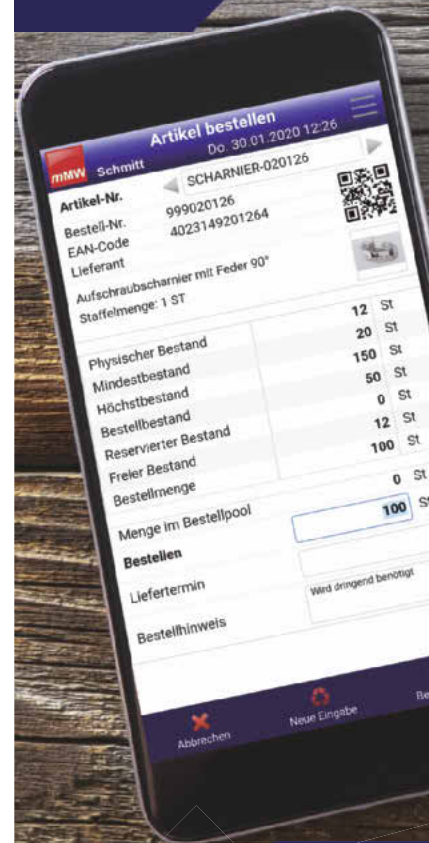 Artikel bestellen
mMW Schmitt Do. 30.01.2020 12:26
Artikel-Nr. SCHARNIER-020126
Bestell-Nr. 999020126
EAN-Code 4023149201264
Lieferant
Aufschraubscharnier mit Feder 90°
Staffelmenge: 1 ST
Physischer Bestand 12 St
Mindestbestand 20 St
Höchstbestand 150 St
Bestellbestand 50 St
Reservierter Bestand 0 St
Freier Bestand 12 St
Bestellmenge 100 St
Menge im Bestellpool 0 St
Bestellen 100 St
Liefertermin
Bestellhinweis Wird dringend benötigt
Abbrechen Neue Eingabe Be